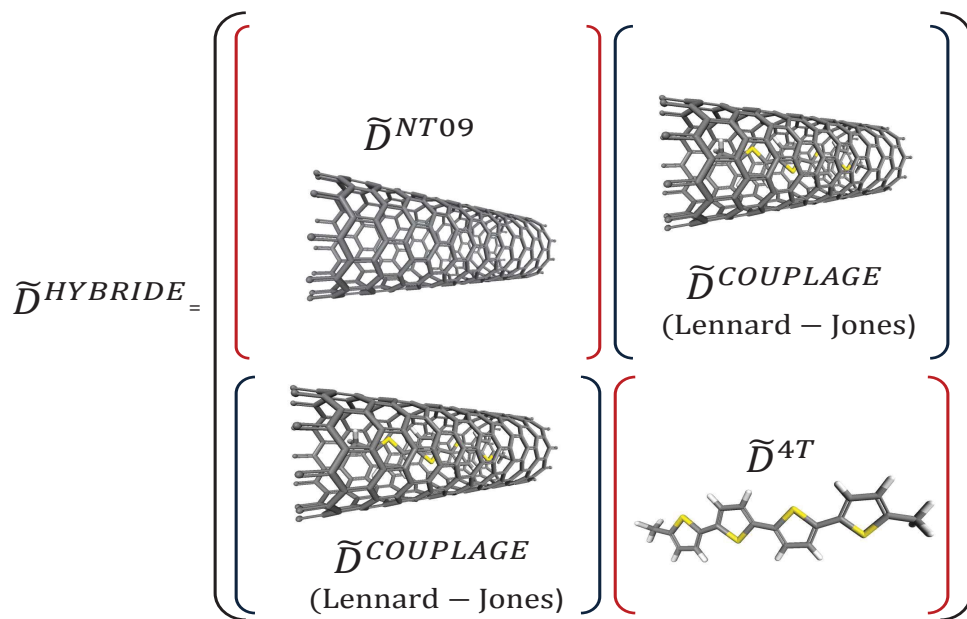 D̃^{NT09}
D̃^{COUPLAGE}
(Lennard – Jones)
D̃^{HYBRIDE} =
D̃^{COUPLAGE}
(Lennard – Jones)
D̃^{4T}